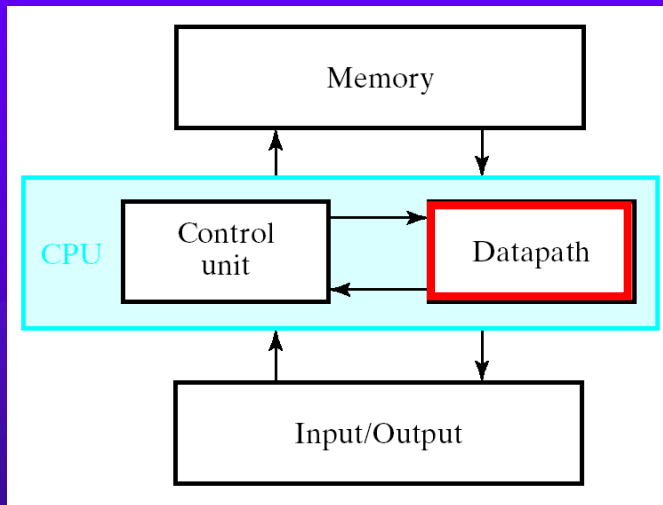 Memory
CPU
Control
unit
Datapath
Input/Output